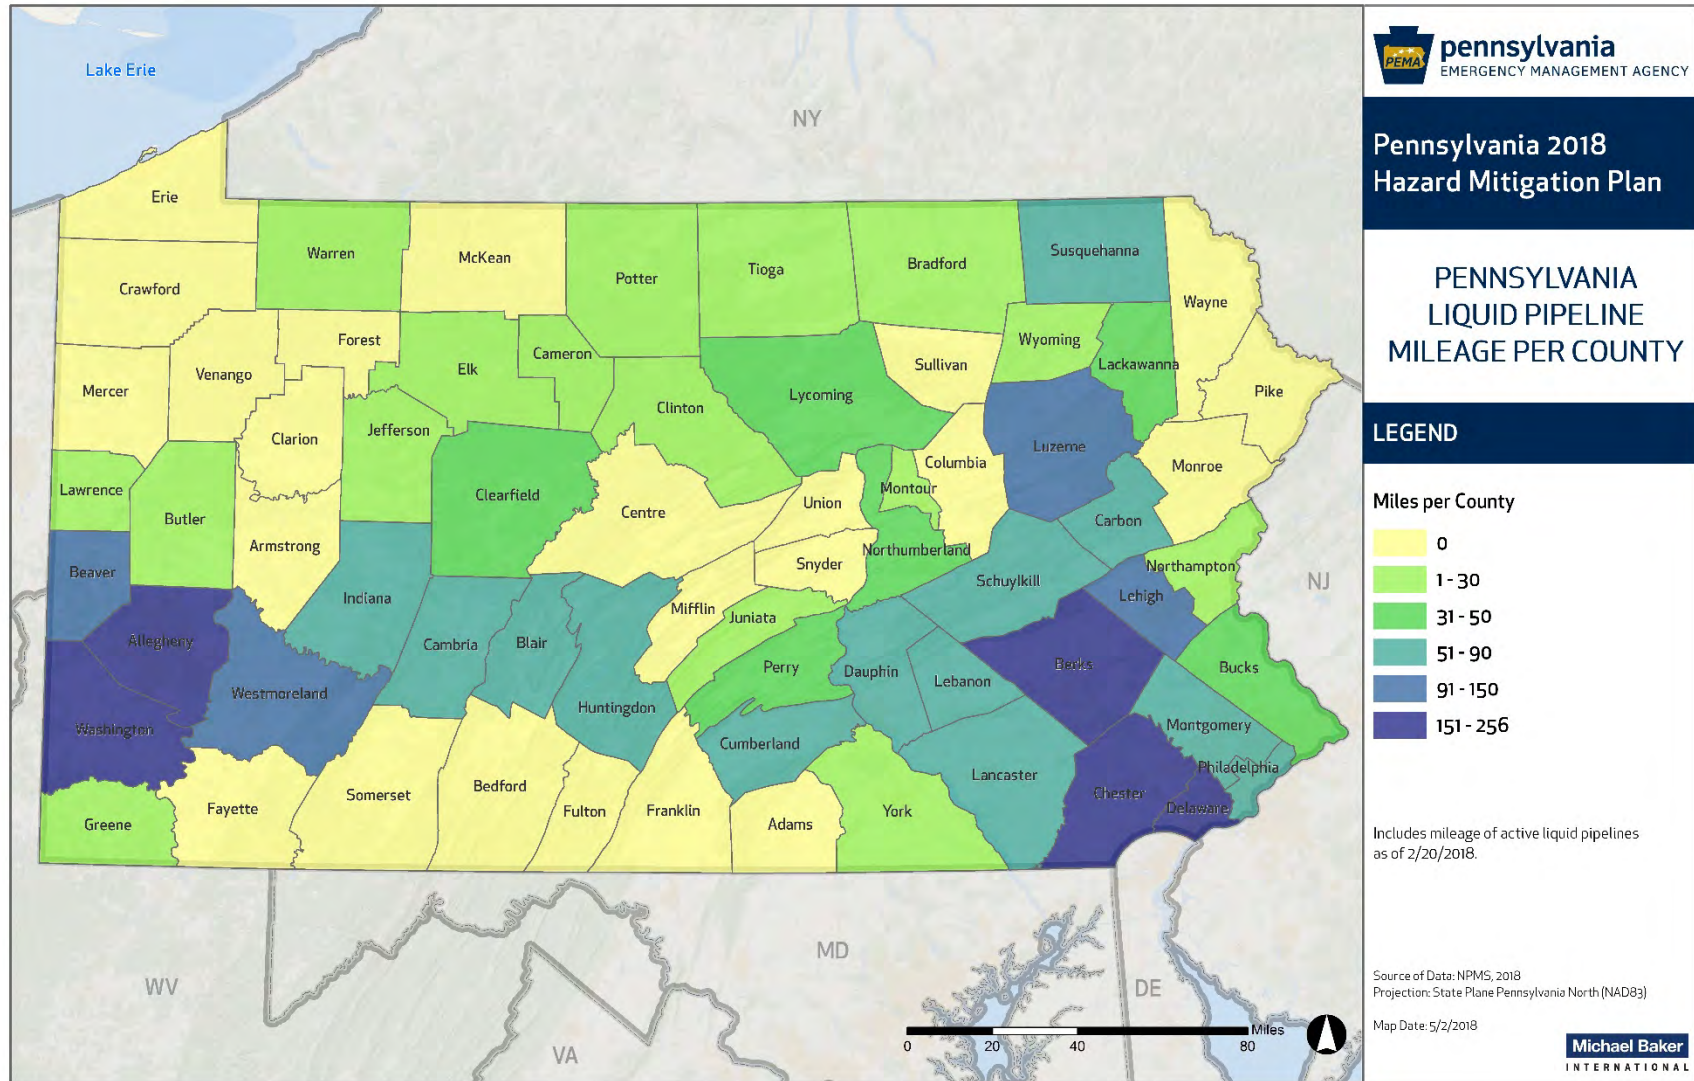 Lake Erie
NY
Erie
Warren
McKean
Potter
Tioga
Bradford
Susquehanna
Crawford
Wayne
Forest
Cameron
Wyoming
Lackawanna
Venango
Elk
Sullivan
Mercer
Lycoming
Pike
Clinton
Clarion
Jefferson
Luzerne
Columbia
Monroe
Lawrence
Clearfield
Montour
Butler
Centre
Union
Carbon
Armstrong
Northumberland
Snyder
Northampton
Beaver
Schuylkill
NJ
Indiana
Lehigh
Mifflin
Juniata
Allegheny
Cambria
Blair
Perry
Dauphin
Berks
Bucks
Lebanon
Westmoreland
Huntingdon
Washington
Montgomery
Cumberland
Philadelphia
Lancaster
Somerset
Bedford
Chester
Fayette
Fulton
Franklin
York
Delaware
Greene
Adams
MD
WV
DE
VA
Miles
0 20 40 80
PEMA
pennsylvania
EMERGENCY MANAGEMENT AGENCY
Pennsylvania 2018
Hazard Mitigation Plan
PENNSYLVANIA
LIQUID PIPELINE
MILEAGE PER COUNTY
LEGEND
Miles per County
0
1 - 30
31 - 50
51 - 90
91 - 150
151 - 256
Includes mileage of active liquid pipelines
as of 2/20/2018.
Source of Data: NPMS, 2018
Projection: State Plane Pennsylvania North (NAD83)
Map Date: 5/2/2018
Michael Baker
INTERNATIONAL